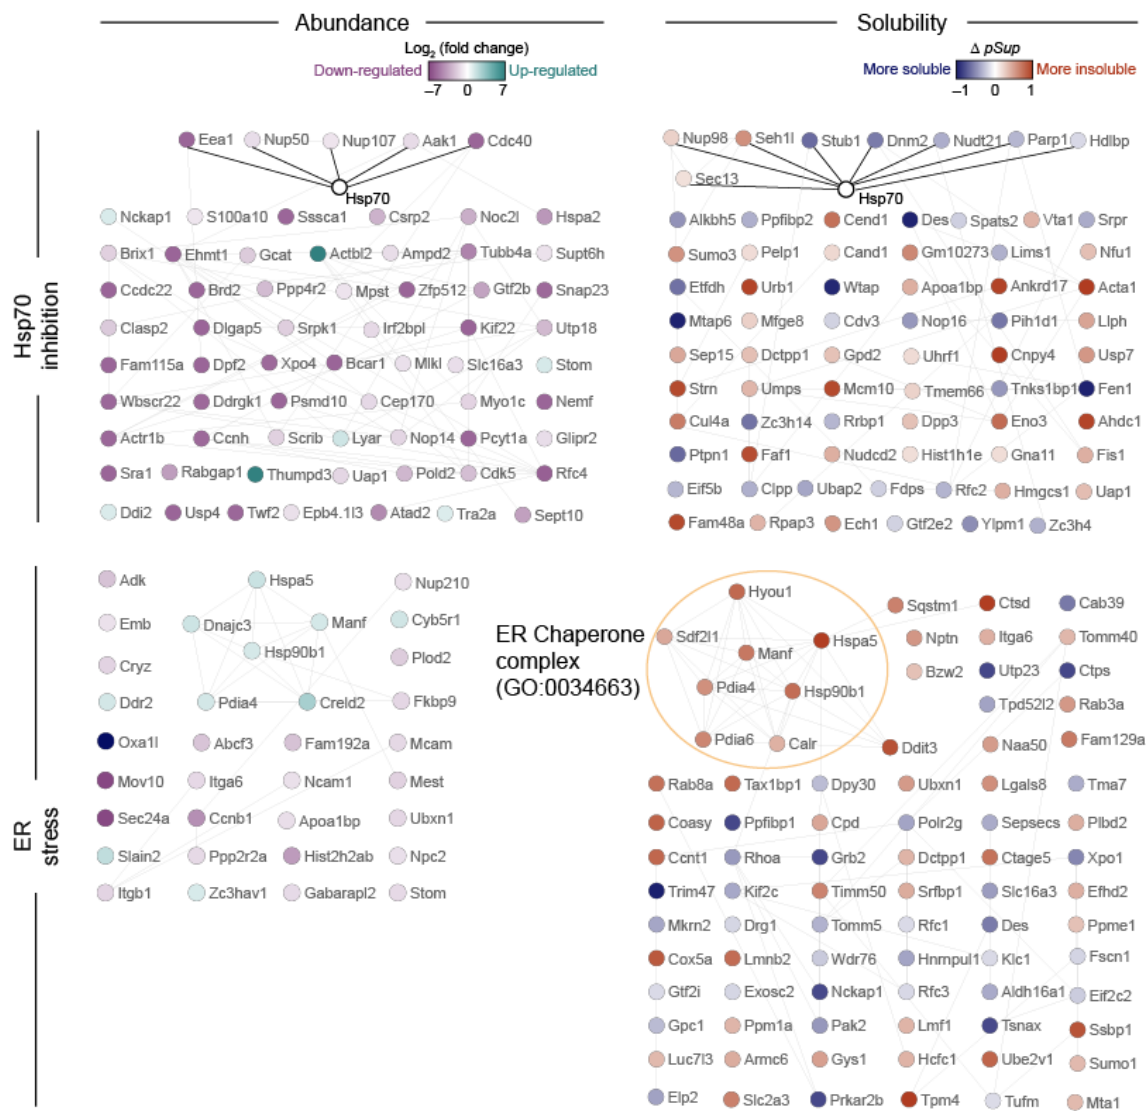 Abundance
Solubility
Log2 (fold change)
Δ pSup
Down-regulated
Up-regulated
More soluble
More insoluble
–7 0 7
–1 0 1
Hsp70 inhibition
Eea1 Nup50 Nup107 Aak1 Cdc40
Hsp70
Nckap1 S100a10 Sssca1 Csrp2 Noc2l Hspa2
Brix1 Ehmt1 Gcat Actbl2 Ampd2 Tubb4a Supt6h
Ccdc22 Brd2 Ppp4r2 Mpst Zfp512 Gtf2b Snap23
Clasp2 Dlgap5 Srpk1 Irf2bpl Kif22 Utp18
Fam115a Dpf2 Xpo4 Bcar1 Mlkl Slc16a3 Stom
Wbscr22 Ddrgk1 Psmd10 Cep170 Myo1c Nemf
Actr1b Ccnh Scrib Lyar Nop14 Pcyt1a Glipr2
Sra1 Rabgap1 Thumpd3 Uap1 Pold2 Cdk5 Rfc4
Ddi2 Usp4 Twf2 Epb4.1l3 Atad2 Tra2a Sept10
Nup98 Seh1l Stub1 Dnm2 Nudt21 Parp1 Hdlbp
Sec13
Hsp70
Alkbh5 Ppfibp2 Cend1 Des Spats2 Vta1 Srpr
Sumo3 Pelp1 Cand1 Gm10273 Lims1 Nfu1
Etfdh Urb1 Wtap Apoa1bp Ankrd17 Acta1
Mtap6 Mfge8 Cdv3 Nop16 Pih1d1 Llph
Sep15 Dctpp1 Gpd2 Uhrf1 Cnpy4 Usp7
Strn Umps Mcm10 Tmem66 Tnks1bp1 Fen1
Cul4a Zc3h14 Rrbp1 Dpp3 Eno3 Ahdc1
Ptpn1 Faf1 Nudcd2 Hist1h1e Gna11 Fis1
Eif5b Clpp Ubap2 Fdps Rfc2 Hmgcs1 Uap1
Fam48a Rpap3 Ech1 Gtf2e2 Ylpm1 Zc3h4
ER stress
Adk Hspa5 Nup210
Emb Dnajc3 Manf Cyb5r1
Cryz Hsp90b1 Plod2
Ddr2 Pdia4 Creld2 Fkbp9
Oxa1l Abcf3 Fam192a Mcam
Mov10 Itga6 Ncam1 Mest
Sec24a Ccnb1 Apoa1bp Ubxn1
Slain2 Ppp2r2a Hist2h2ab Npc2
Itgb1 Zc3hav1 Gabarapl2 Stom
ER Chaperone
complex
(GO:0034663)
Hyou1 Sqstm1 Ctsd Cab39
Sdf2l1 Manf Hspa5 Nptn Itga6 Tomm40
Pdia4 Hsp90b1 Bzw2 Utp23 Ctps
Tpd52l2 Rab3a
Pdia6 Calr Ddit3 Naa50 Fam129a
Rab8a Tax1bp1 Dpy30 Ubxn1 Lgals8 Tma7
Coasy Ppfibp1 Cpd Polr2g Sepsecs Plbd2
Ccnt1 Rhoa Grb2 Dctpp1 Ctage5 Xpo1
Trim47 Kif2c Timm50 Srfbp1 Slc16a3 Efhd2
Mkrn2 Drg1 Tomm5 Rfc1 Des Ppme1
Cox5a Lmnb2 Wdr76 Hnrnpul1 Klc1 Fscn1
Gtf2i Exosc2 Nckap1 Rfc3 Aldh16a1 Eif2c2
Gpc1 Ppm1a Pak2 Lmf1 Tsnax Ssbp1
Luc7l3 Armc6 Gys1 Hcfc1 Ube2v1 Sumo1
Elp2 Slc2a3 Prkar2b Tpm4 Tufm Mta1